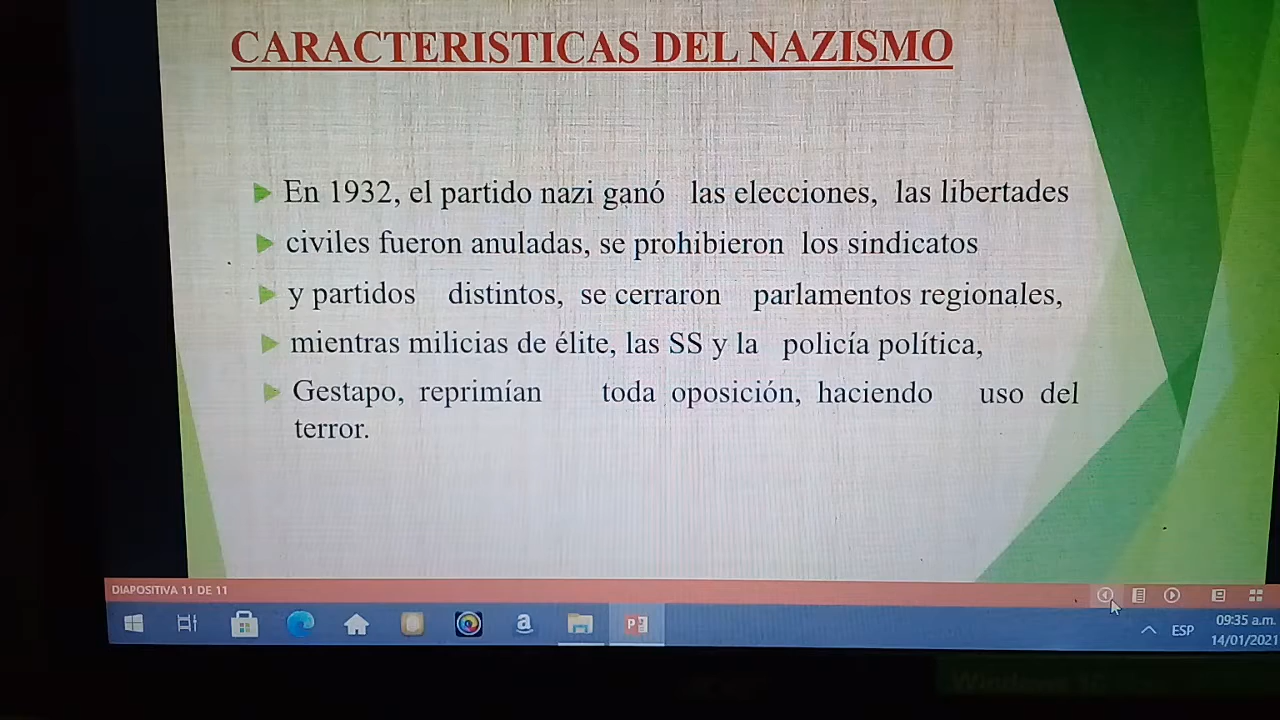 CARACTERISTICAS DEL NAZISMO
En 1932, el partido nazi ganó las elecciones, las libertades
civiles fueron anuladas, se prohibieron los sindicatos
y partidos distintos, se cerraron parlamentos regionales,
mientras milicias de élite, las SS y la policía política,
Gestapo, reprimían toda oposición, haciendo uso del
terror.
DIAPOSITIVA 11 DE 11
ESP
09:35 a.m.
14/01/2021